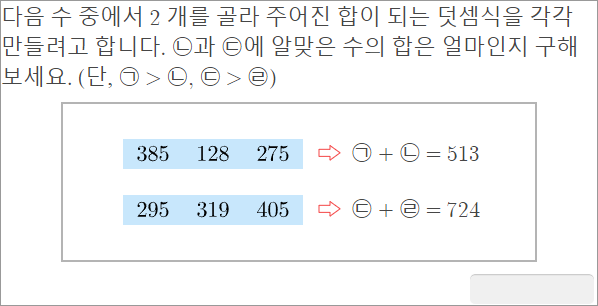 다음 수 중에서 2 개를 골라 주어진 합이 되는 덧셈식을 각각
만들려고 합니다. ㉡과 ㉢에 알맞은 수의 합은 얼마인지 구해
보세요. (단, ㉠ > ㉡, ㉢ > ㉣)
385 128 275 ⇨ ㉠ + ㉡ = 513
295 319 405 ⇨ ㉢ + ㉣ = 724